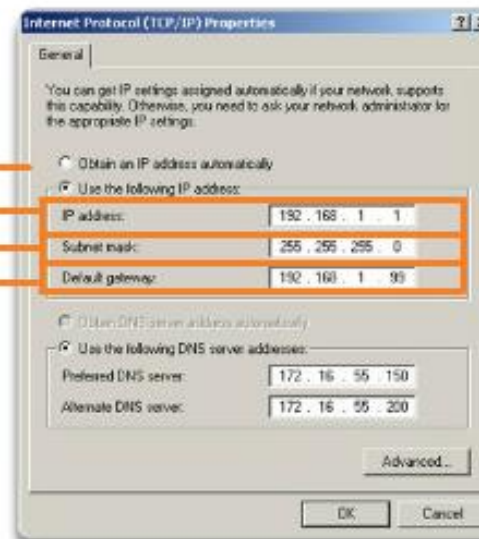 Internet Protocol (TCP/IP) Properties
General
You can get IP settings assigned automatically if your network supports
this capability. Otherwise, you need to ask your network administrator for
the appropriate IP settings.
Obtain an IP address automatically
Use the following IP address:
IP address: 192 . 168 . 1 . 1
Subnet mask: 255 . 255 . 255 . 0
Default gateway: 192 . 168 . 1 . 99
Obtain DNS server address automatically
Use the following DNS server addresses:
Preferred DNS server: 172 . 16 . 55 . 150
Alternate DNS server: 172 . 16 . 55 . 200
Advanced...
OK Cancel